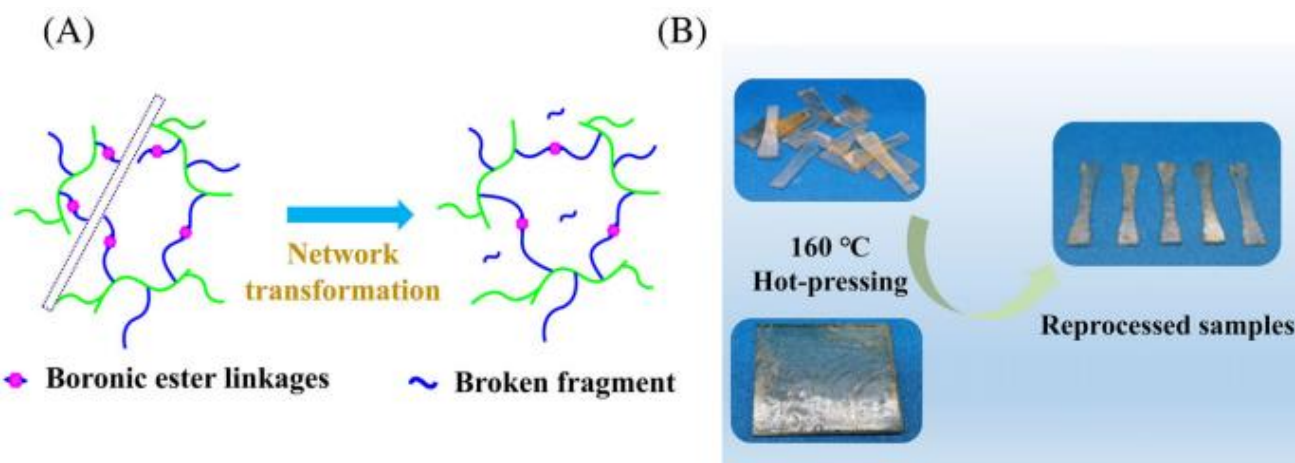 (A)
(B)
Network
transformation
Boronic ester linkages
Broken fragment
160 °C
Hot-pressing
Reprocessed samples